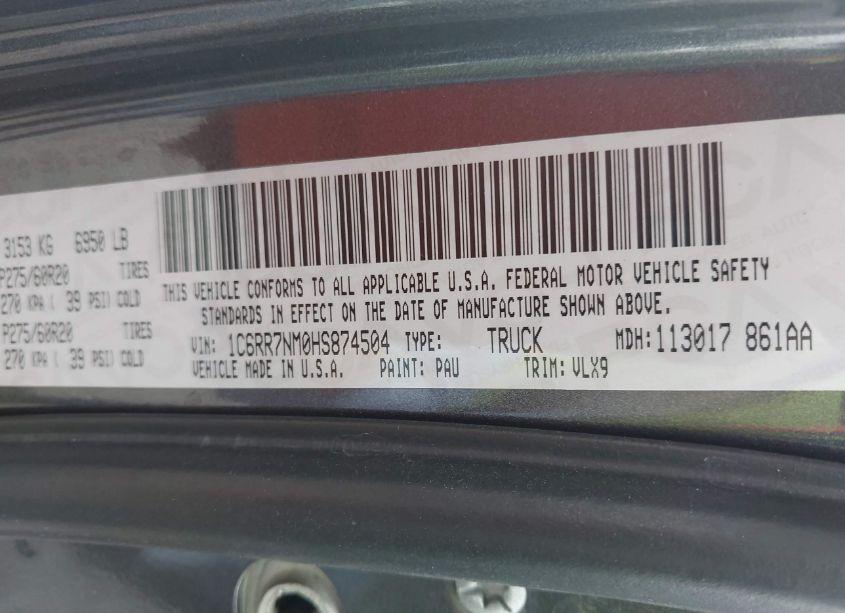 3153 KG 6950 LB
P275/60R20 TIRES
270 KPA ( 39 PSI) COLD
P275/60R20 TIRES
270 KPA ( 39 PSI) COLD
THIS VEHICLE CONFORMS TO ALL APPLICABLE U.S.A. FEDERAL MOTOR VEHICLE SAFETY
STANDARDS IN EFFECT ON THE DATE OF MANUFACTURE SHOWN ABOVE.
VIN: 1C6RR7NM0HS874504 TYPE: TRUCK MDH:113017 861AA
VEHICLE MADE IN U.S.A. PAINT: PAU TRIM: VLX9